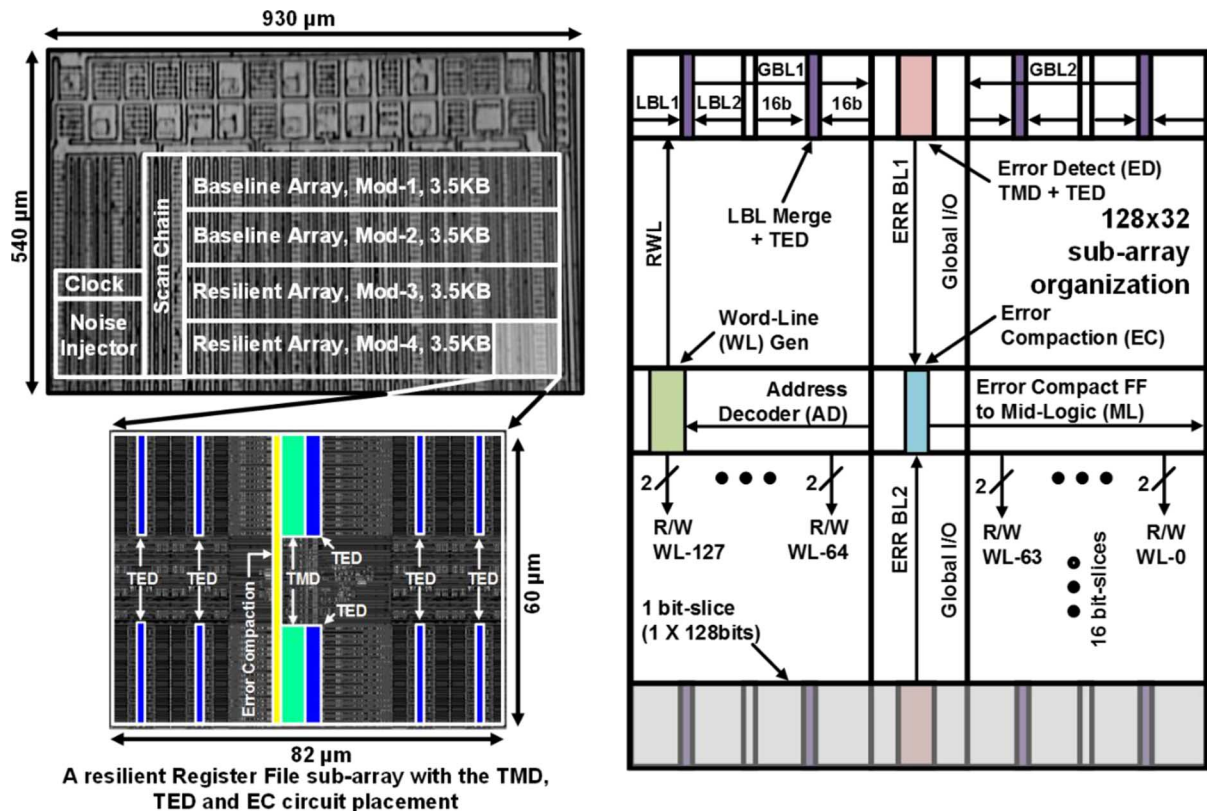 930 µm
540 µm
Scan Chain
Baseline Array, Mod-1, 3.5KB
Baseline Array, Mod-2, 3.5KB
Resilient Array, Mod-3, 3.5KB
Resilient Array, Mod-4, 3.5KB
Clock
Noise
Injector
TED
TED
Error Compaction
TMD
TED
TED
TED
TED
60 µm
82 µm
A resilient Register File sub-array with the TMD,
TED and EC circuit placement
GBL1
GBL2
LBL1
LBL2
16b
16b
RWL
LBL Merge
+ TED
ERR BL1
Global I/O
Error Detect (ED)
TMD + TED
128x32
sub-array
organization
Word-Line
(WL) Gen
Error
Compaction (EC)
Address
Decoder (AD)
Error Compact FF
to Mid-Logic (ML)
2
2
2
2
R/W
WL-127
R/W
WL-64
R/W
WL-63
R/W
WL-0
ERR BL2
Global I/O
1 bit-slice
(1 X 128bits)
16 bit-slices